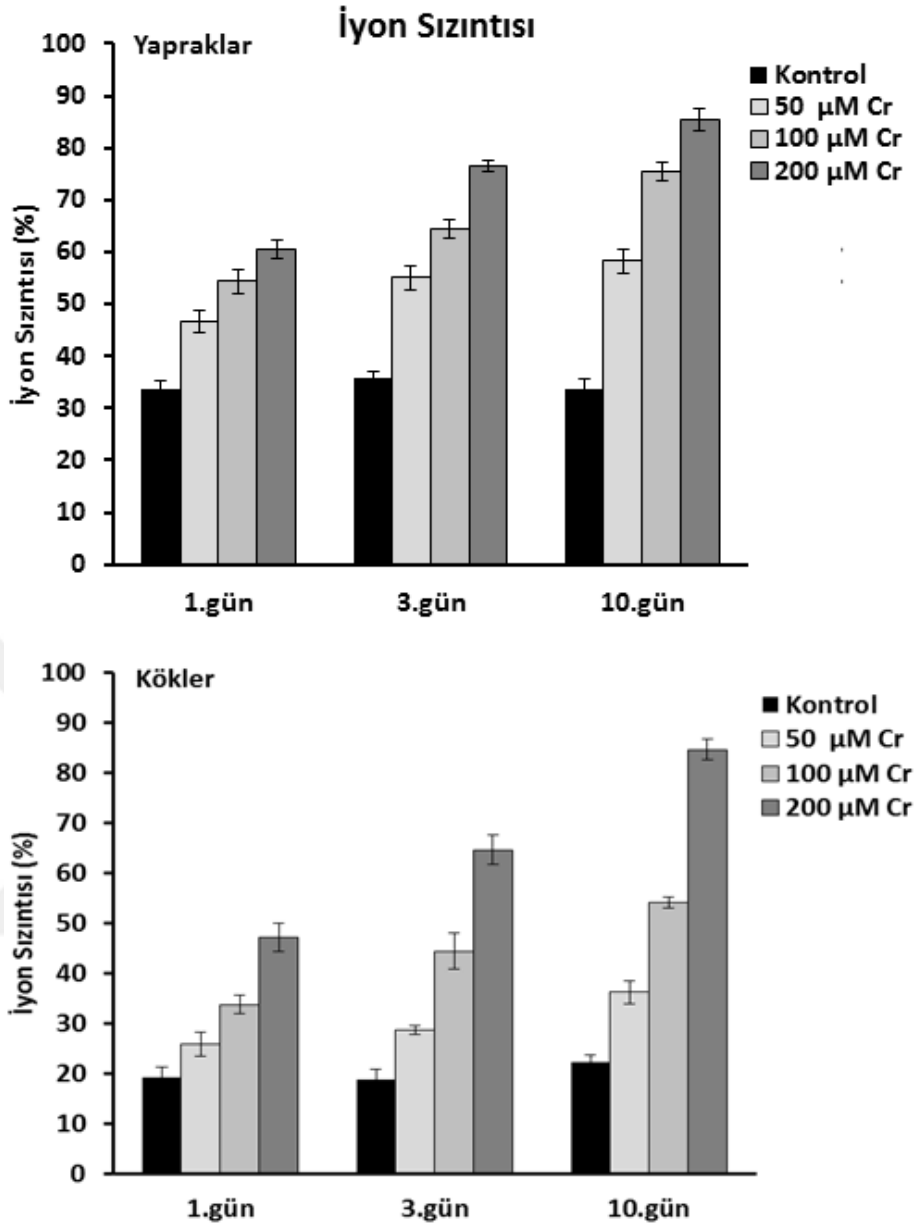 İyon Sızıntısı
Yapraklar
100
90
80
70
60
50
40
30
20
10
0
İyon Sızıntısı (%)
Kontrol
50 µM Cr
100 µM Cr
200 µM Cr
1.gün 3.gün 10.gün
Kökler
100
90
80
70
60
50
40
30
20
10
0
İyon Sızıntısı (%)
Kontrol
50 µM Cr
100 µM Cr
200 µM Cr
1.gün 3.gün 10.gün